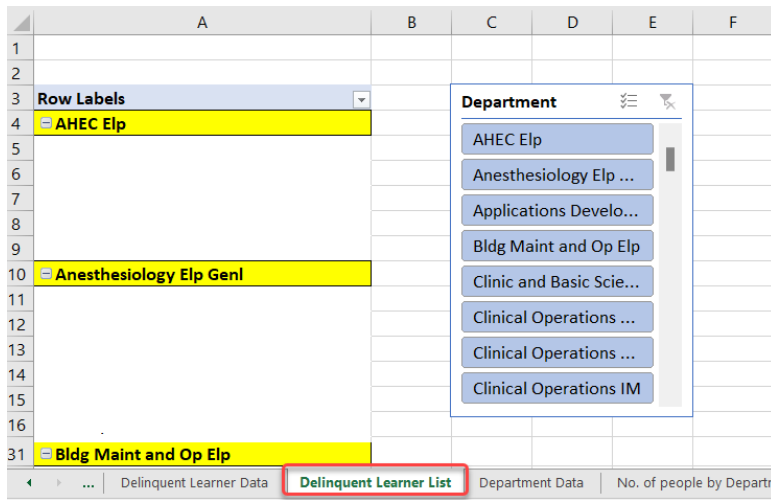 A B C D E F
1
2
3 Row Labels
Department
4 AHEC Elp
AHEC Elp
5
6 Anesthesiology Elp ...
7
Applications Develo...
8
9 Bldg Maint and Op Elp
10 Anesthesiology Elp Genl
Clinic and Basic Scie...
11
12 Clinical Operations ...
13 Clinical Operations ...
14
15 Clinical Operations IM
16
31 Bldg Maint and Op Elp
... Delinquent Learner Data Delinquent Learner List Department Data No. of people by Departm